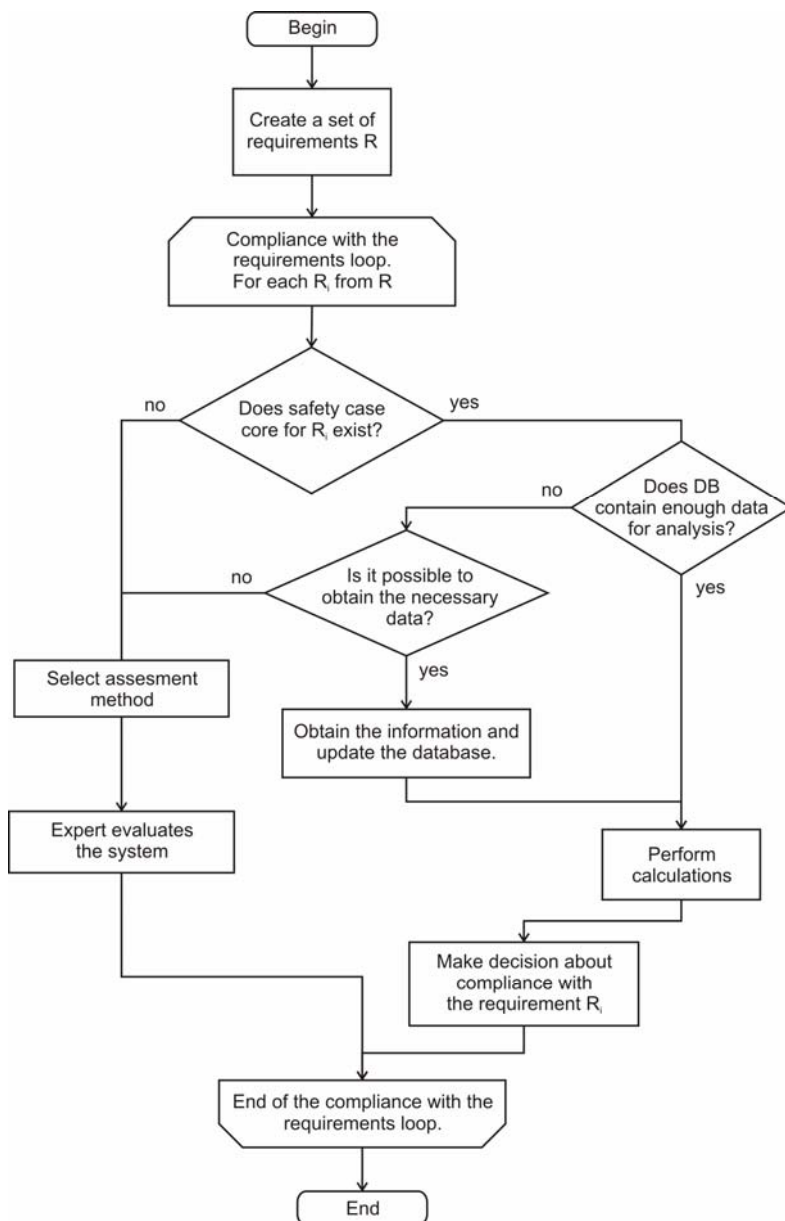 Begin
Create a set of
requirements R
Compliance with the
requirements loop.
For each Ri from R
no
Does safety case
core for Ri exist?
yes
no
Does DB
contain enough data
for analysis?
no
Is it possible to
obtain the necessary
data?
yes
yes
Select assesment
method
Obtain the information and
update the database.
Expert evaluates
the system
Perform
calculations
Make decision about
compliance with
the requirement Ri
End of the compliance with the
requirements loop.
End